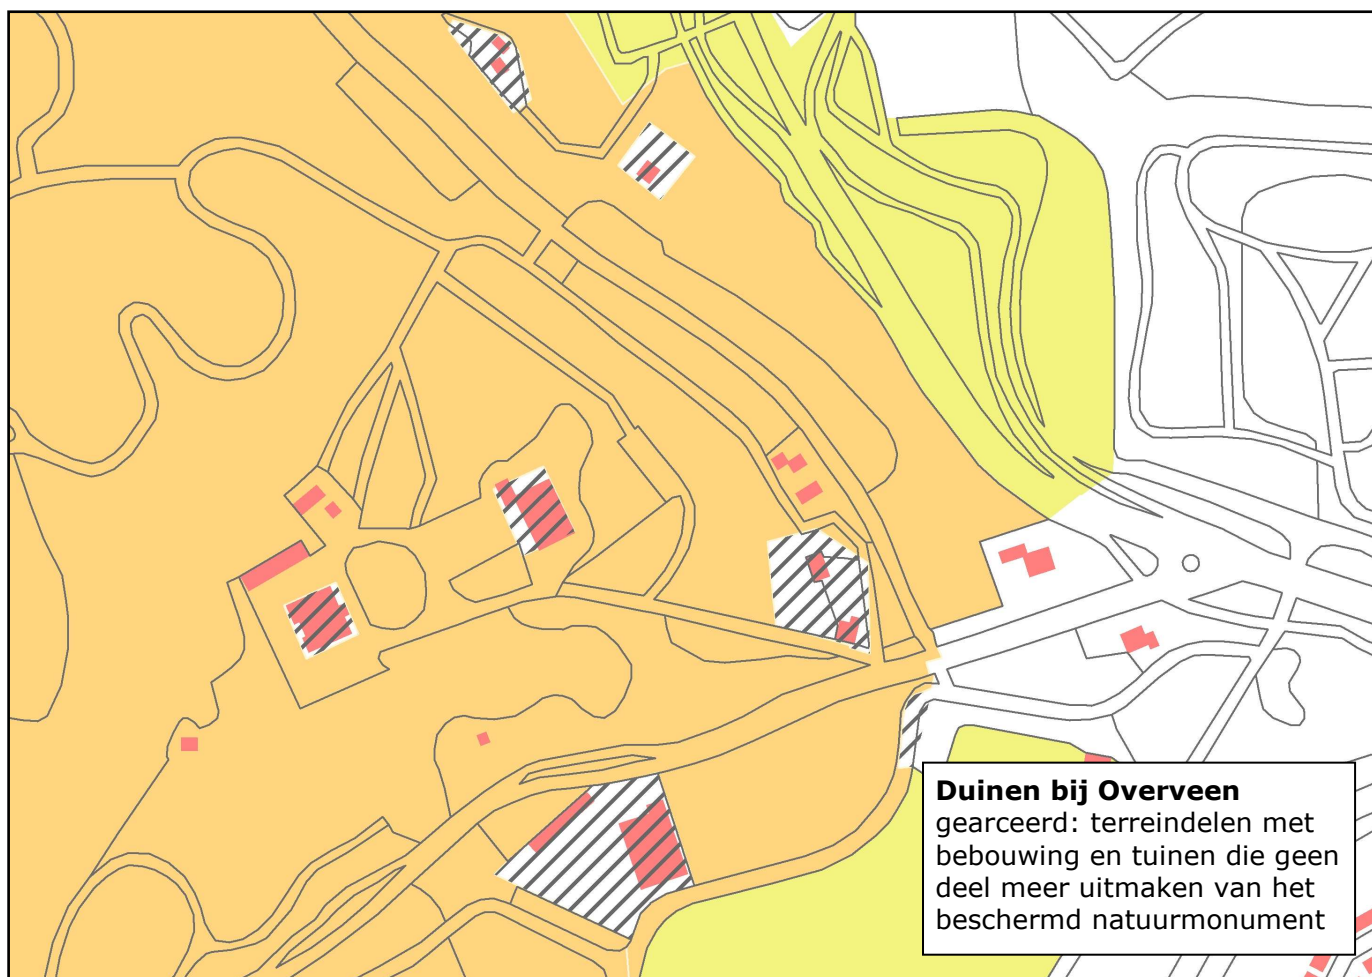 Duinen bij Overveen
gearceerd: terreindelen met
bebouwing en tuinen die geen
deel meer uitmaken van het
beschermd natuurmonument